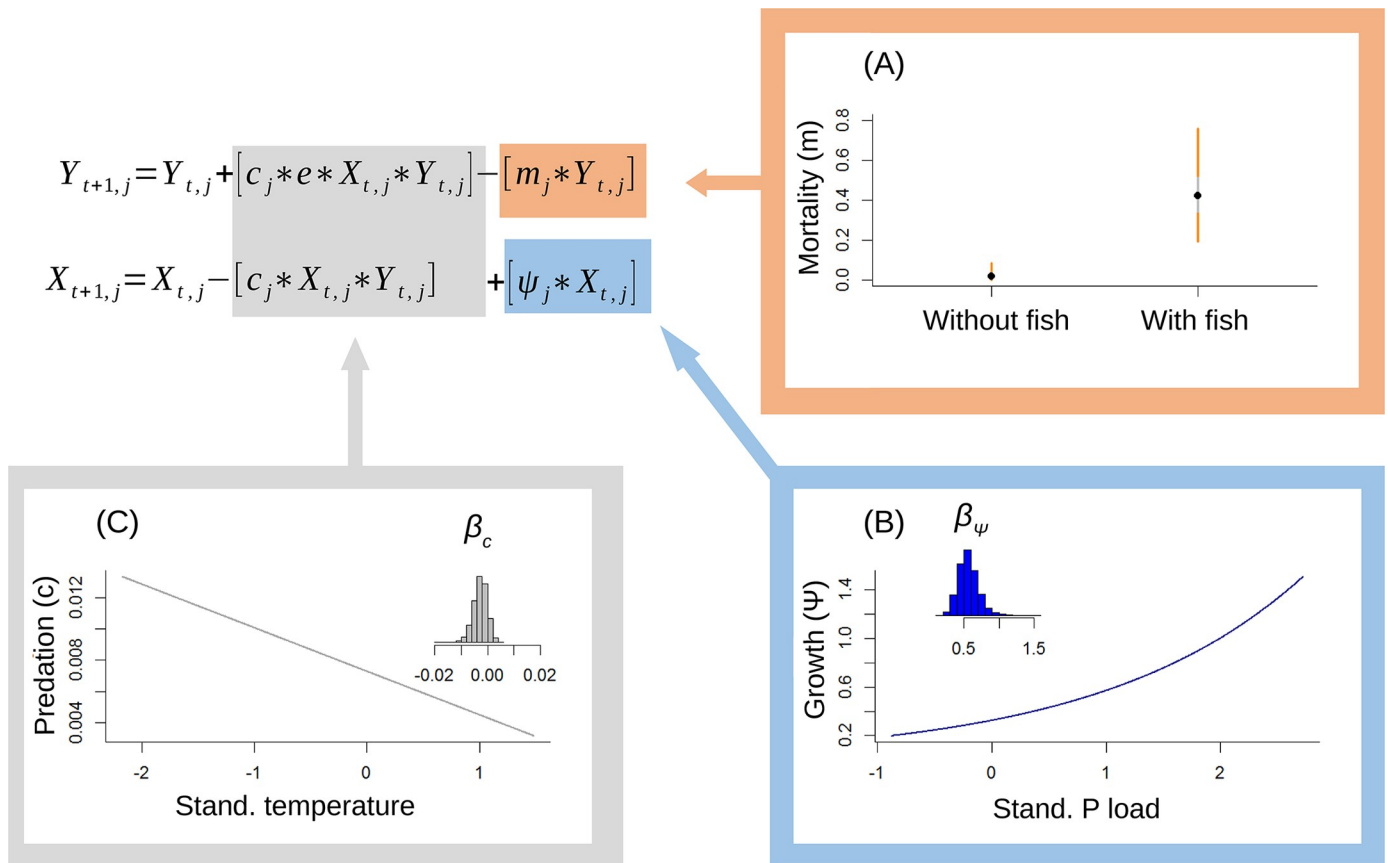 Y_{t+1,j}=Y_{t,j}+[c_j*e*X_{t,j}*Y_{t,j}]−[m_j*Y_{t,j}]
X_{t+1,j}=X_{t,j}−[c_j*X_{t,j}*Y_{t,j}] +[ψ_j*X_{t,j}]
(A)
Mortality (m)
0.8
0.6
0.4
0.2
0.0
Without fish With fish
(C)
β_c
Predation (c)
0.012
0.008
0.004
-0.02 0.00 0.02
-2 -1 0 1
Stand. temperature
(B)
β_ψ
Growth (Ψ)
1.4
1.0
0.6
0.2
0.5 1.5
-1 0 1 2
Stand. P load